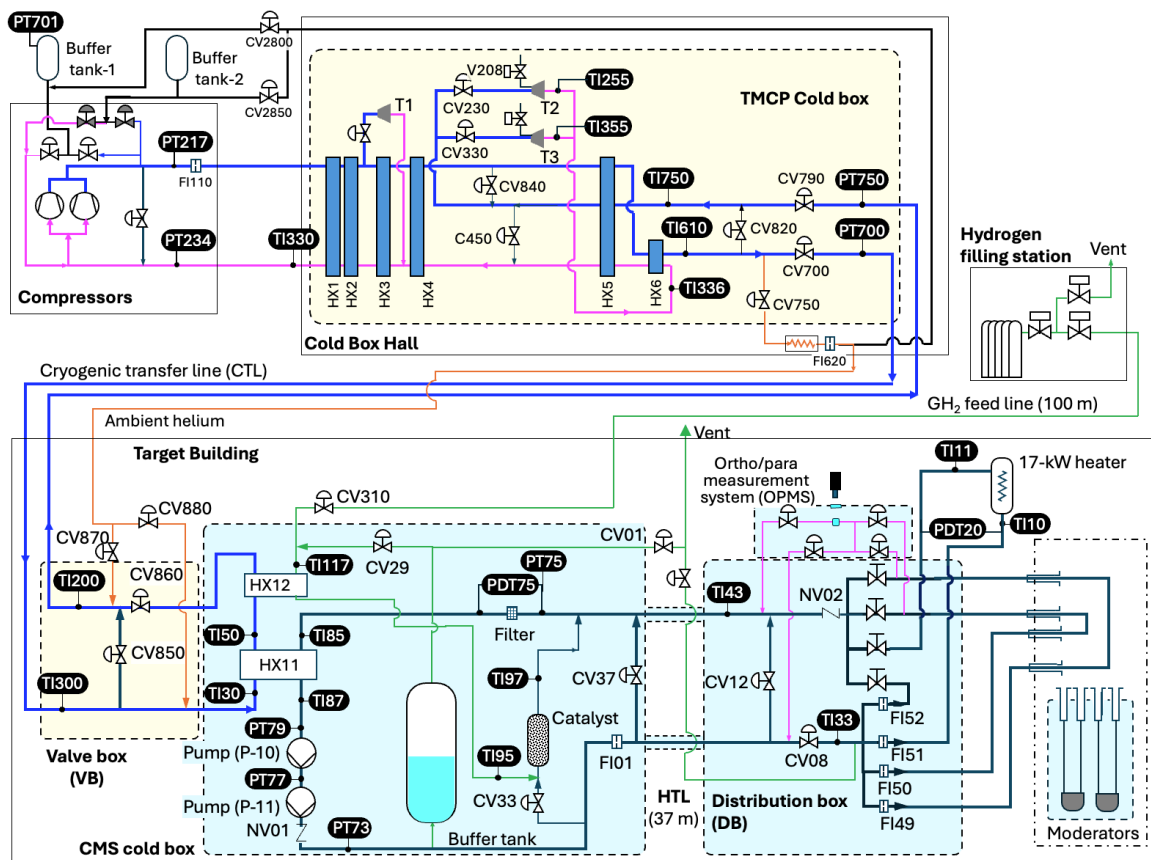 PT701
Buffer
tank-1
Buffer
tank-2
CV2800
CV2850
PT217
FI110
PT234
TI330
Compressors
V208
TI255
CV230
T2
TMCP Cold box
T1
CV330
TI355
T3
CV840
TI750
CV790
PT750
C450
TI610
CV820
PT700
CV700
TI336
CV750
HX1
HX2
HX3
HX4
HX5
HX6
Cold Box Hall
FI620
Hydrogen
filling station
Vent
Cryogenic transfer line (CTL)
GH2 feed line (100 m)
Ambient helium
Vent
Target Building
TI11
17-kW heater
Ortho/para
measurement
system (OPMS)
CV310
CV880
CV870
CV01
PDT20
TI10
CV29
TI117
PT75
TI200
CV860
HX12
PDT75
TI43
NV02
TI50
TI85
Filter
CV850
HX11
TI97
CV37
CV12
TI300
TI30
TI87
PT79
Catalyst
TI33
FI52
Pump (P-10)
Valve box
(VB)
TI95
FI01
CV08
FI51
PT77
FI50
Pump (P-11)
CV33
HTL
(37 m)
Distribution box
(DB)
NV01
PT73
Buffer tank
FI49
Moderators
CMS cold box